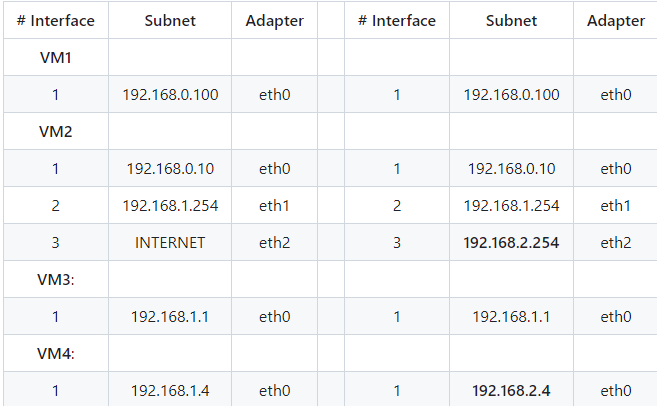 # Interface Subnet Adapter # Interface Subnet Adapter
VM1
1 192.168.0.100 eth0 1 192.168.0.100 eth0
VM2
1 192.168.0.10 eth0 1 192.168.0.10 eth0
2 192.168.1.254 eth1 2 192.168.1.254 eth1
3 INTERNET eth2 3 192.168.2.254 eth2
VM3:
1 192.168.1.1 eth0 1 192.168.1.1 eth0
VM4:
1 192.168.1.4 eth0 1 192.168.2.4 eth0